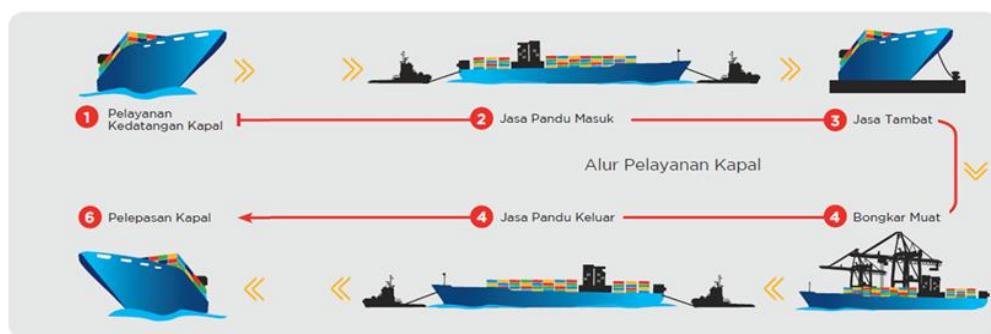 1 Pelayanan
Kedatangan Kapal
2 Jasa Pandu Masuk
3 Jasa Tambat
Alur Pelayanan Kapal
4 Bongkar Muat
4 Jasa Pandu Keluar
6 Pelepasan Kapal